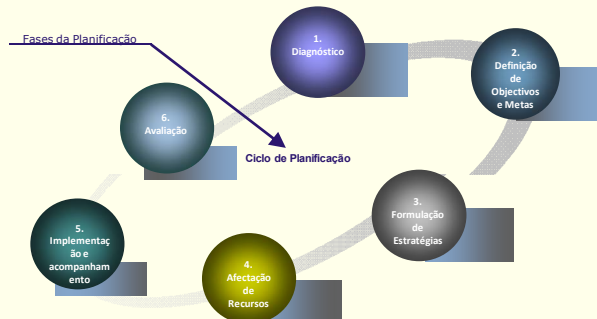 Fases da Planificação
1.
Diagnóstico
2.
Definição
de
Objectivos
e Metas
6.
Avaliação
Ciclo de Planificação
3.
Formulação
de
Estratégias
5.
Implementaç
ão e
acompanham
ento
4.
Afectação
de
Recursos